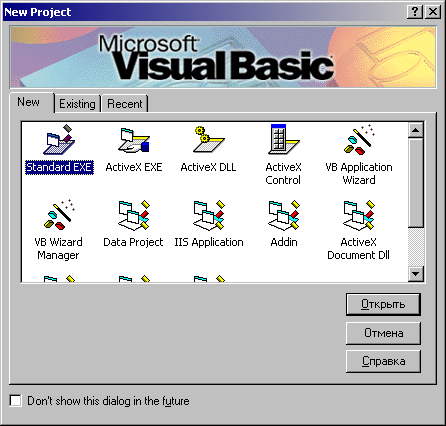 New Project
Microsoft
Visual Basic
New Existing Recent
Standard EXE ActiveX EXE ActiveX DLL ActiveX Control VB Application Wizard
VB Wizard Manager Data Project IIS Application Addin ActiveX Document Dll
Открыть
Отмена
Справка
Don't show this dialog in the future